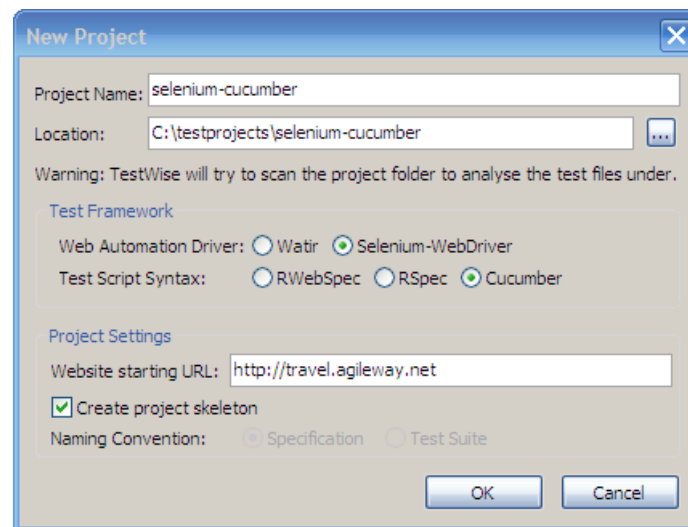 New Project
Project Name: selenium-cucumber
Location: C:\testprojects\selenium-cucumber ...
Warning: TestWise will try to scan the project folder to analyse the test files under.
Test Framework
Web Automation Driver: Watir Selenium-WebDriver
Test Script Syntax: RWebSpec RSpec Cucumber
Project Settings
Website starting URL: http://travel.agileway.net
Create project skeleton
Naming Convention: Specification Test Suite
OK Cancel